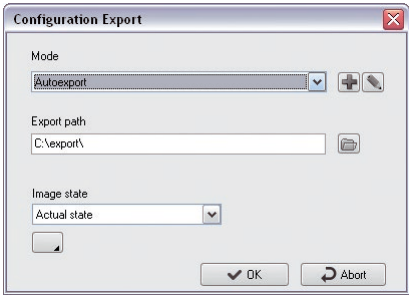 Configuration Export
Mode
Autoexport
Export path
C:\export\
Image state
Actual state
OK
Abort